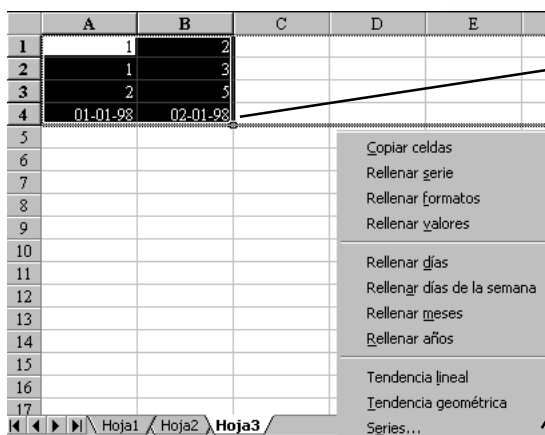 A B C D E
1 1 2
2 1 3
3 2 5
4 01-01-98 02-01-98
5
6
7
8
9
10
11
12
13
14
15
16
17
Copiar celdas
Rellenar serie
Rellenar formatos
Rellenar valores
Rellenar días
Rellenar días de la semana
Rellenar meses
Rellenar años
Tendencia lineal
Tendencia geométrica
Series...
Hoja1 Hoja2 Hoja3